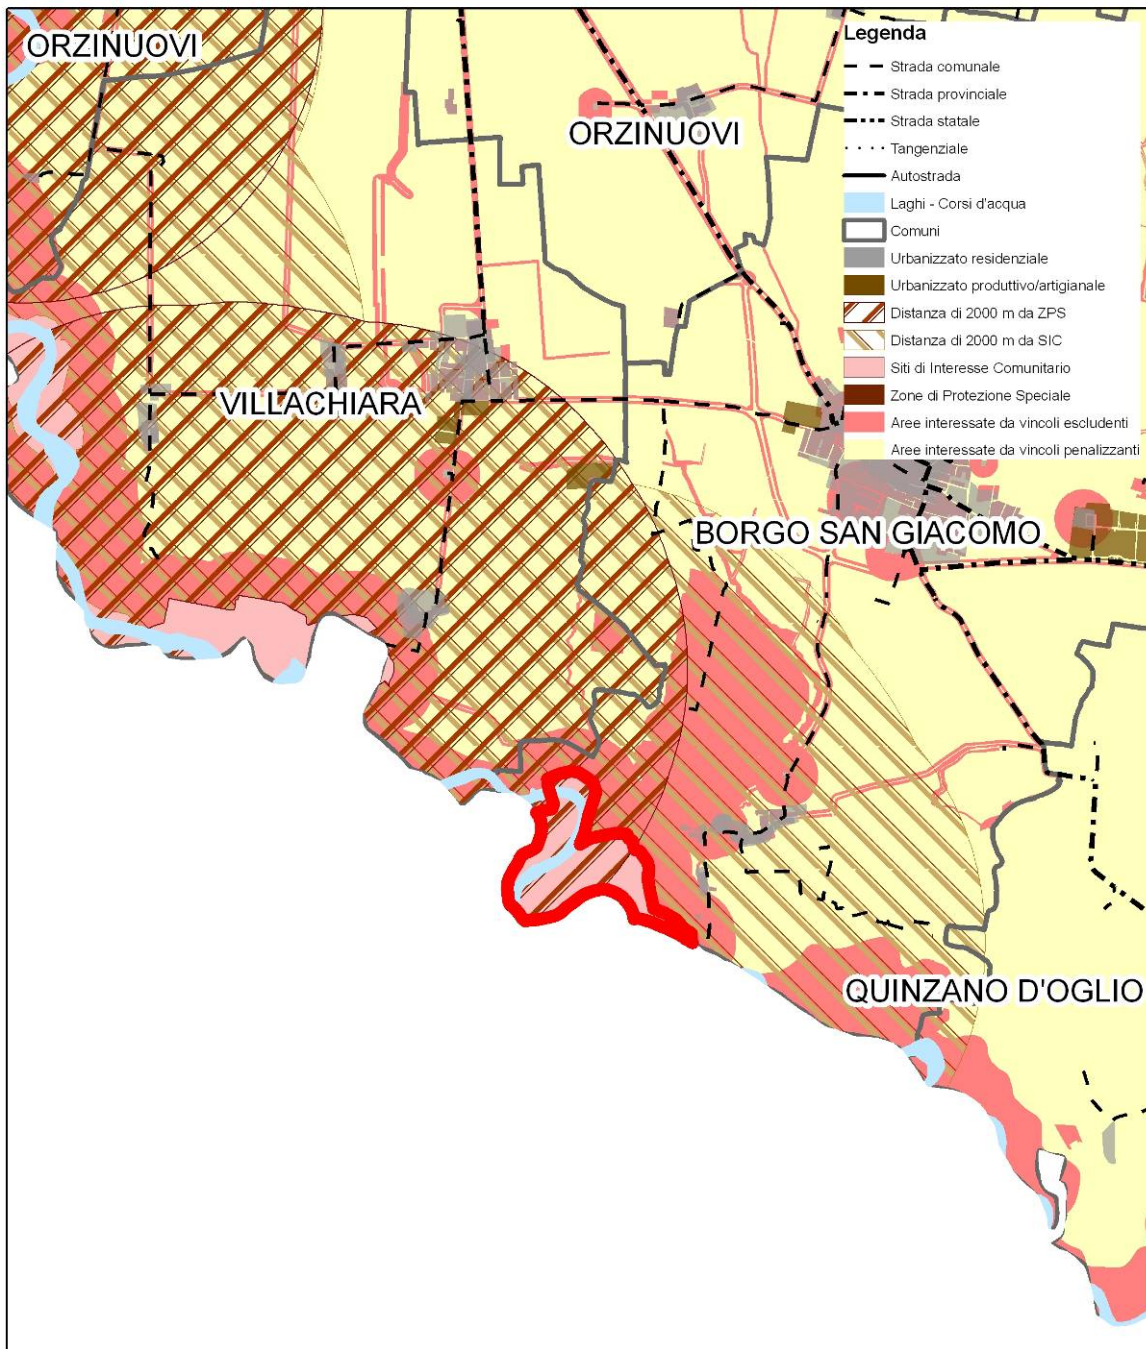 ORZINUOVI
ORZINUOVI
VILLACHIARA
BORGO SAN GIACOMO
QUINZANO D'OGLIO
Legenda
Strada comunale
Strada provinciale
Strada statale
Tangenziale
Autostrada
Laghi - Corsi d'acqua
Comuni
Urbanizzato residenziale
Urbanizzato produttivo/artigianale
Distanza di 2000 m da ZPS
Distanza di 2000 m da SIC
Siti di Interesse Comunitario
Zone di Protezione Speciale
Aree interessate da vincoli escludenti
Aree interessate da vincoli penalizzanti